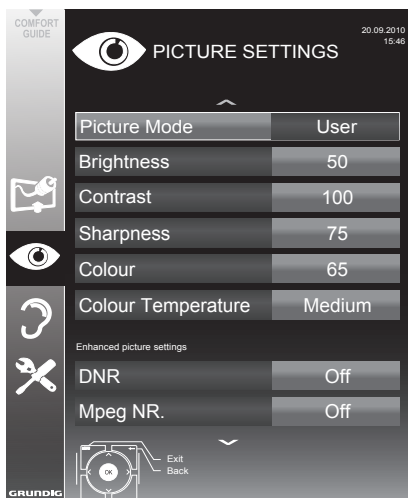 COMFORT
GUIDE
PICTURE SETTINGS
20.09.2010
15:46
Picture Mode User
Brightness 50
Contrast 100
Sharpness 75
Colour 65
Colour Temperature Medium
Enhanced picture settings
DNR Off
Mpeg NR. Off
Exit
Back
OK
GRUNDIG